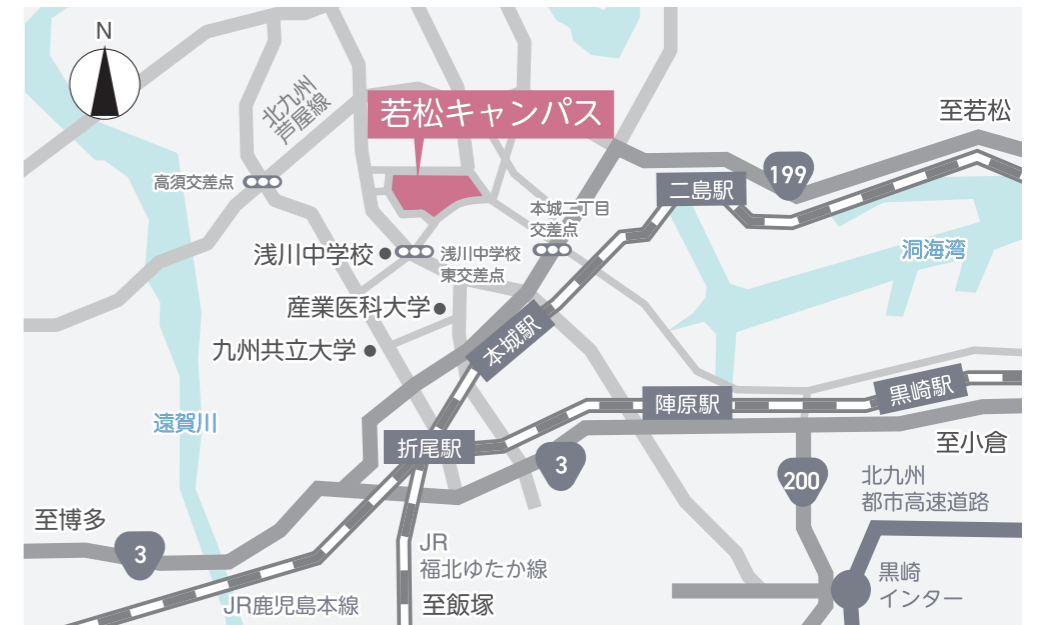 N
北九州
芦屋線
若松キャンパス
至若松
199
高須交差点
二島駅
本城二丁目
交差点
浅川中学校
浅川中学校
東交差点
洞海湾
産業医科大学
本城駅
九州共立大学
黒崎駅
陣原駅
遠賀川
折尾駅
至小倉
3
200
北九州
都市高速道路
至博多
3
JR
福北ゆたか線
黒崎
インター
JR鹿児島本線
至飯塚